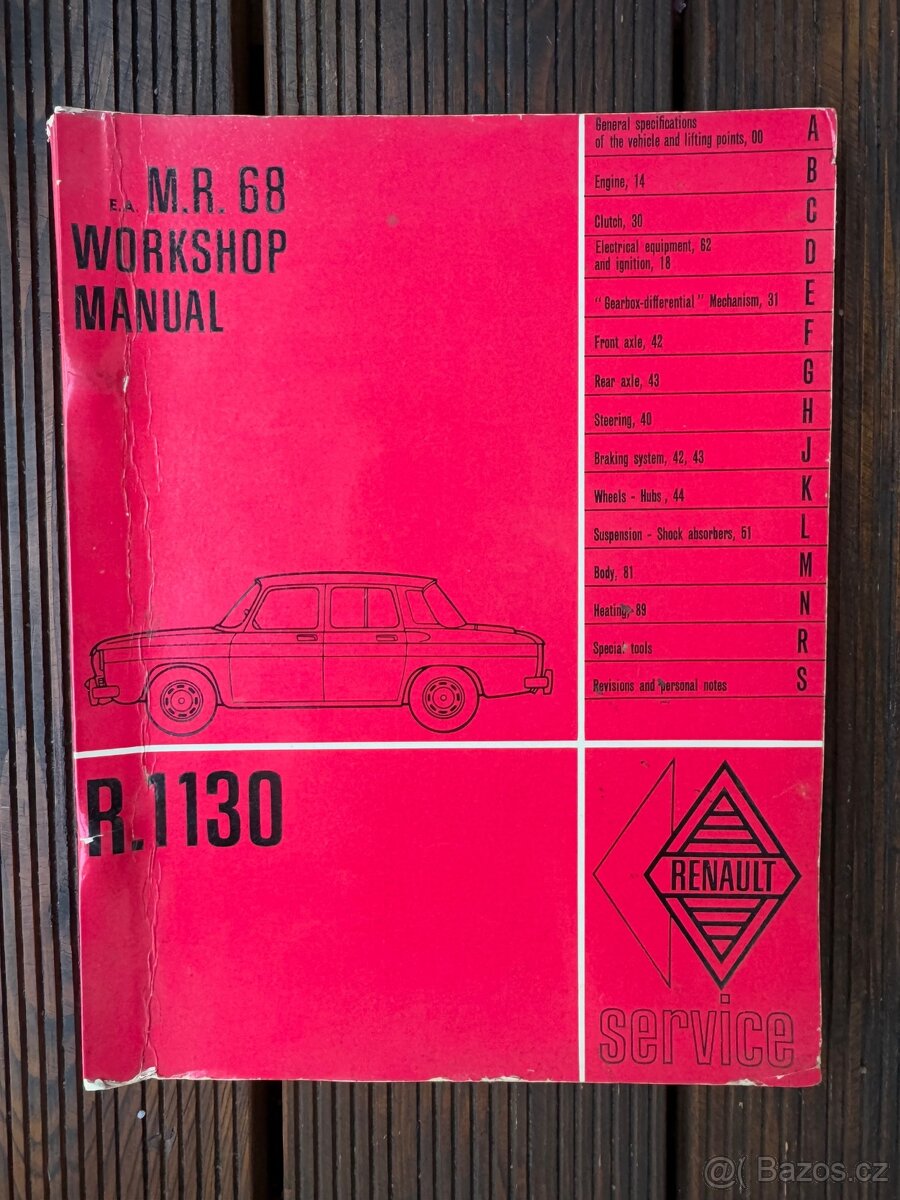 E.A. M.R. 68
WORKSHOP
MANUAL
General specifications
of the vehicle and lifting points, 00 A
Engine, 14 B
Clutch, 30 C
Electrical equipment, 62
and ignition, 18 D
"Gearbox-differential" Mechanism, 31 E
Front axle, 42 F
Rear axle, 43 G
Steering, 40 H
Braking system, 42, 43 J
Wheels - Hubs, 44 K
Suspension - Shock absorbers, 51 L
Body, 81 M
Heating, 89 N
Special tools R
Revisions and personal notes S
R.1130
RENAULT
service
@ Bazos.cz